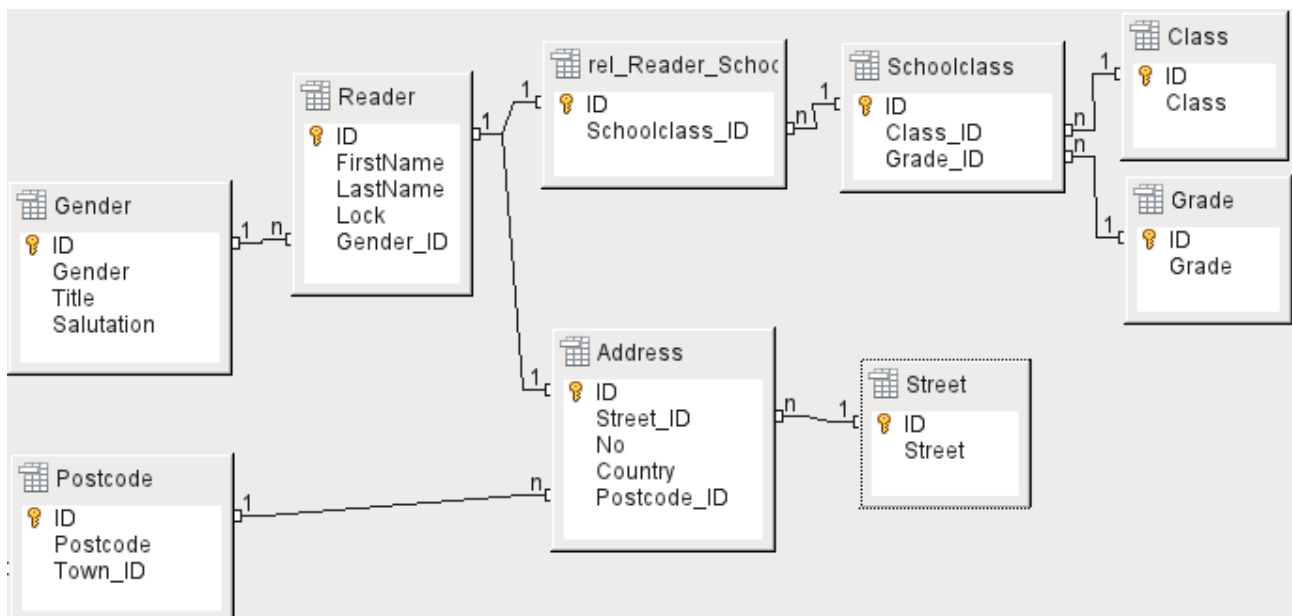 Gender
ID
Gender
Title
Salutation
1
n
Reader
ID
FirstName
LastName
Lock
Gender_ID
1
1
rel_Reader_Schoo
ID
Schoolclass_ID
n
1
Schoolclass
ID
Class_ID
Grade_ID
n
1
Class
ID
Class
n
1
Grade
ID
Grade
1
Address
ID
Street_ID
No
Country
Postcode_ID
n
1
Street
ID
Street
Postcode
ID
Postcode
Town_ID
1
n